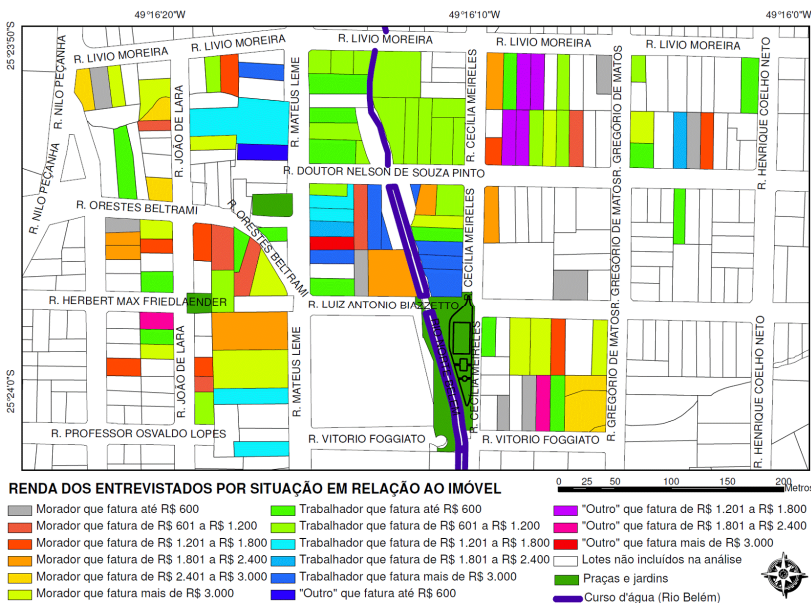 49°16'20"W 49°16'10"W 49°16'0"W
25°23'50"S
25°24'0"S
R. LIVIO MOREIRA
R. LIVIO MOREIRA
R. LIVIO MOREIRA
R. LIVIO MOREIRA
R. LIVIO MOREIRA
R. NILO PEÇANHA
R. JOÃO DE LARA
R. MATEUS LEME
R. CECÍLIA MEIRELES
R. GREGÓRIO DE MATOS
R. HENRIQUE COELHO NETO
R. NILO PEÇANHA
R. DOUTOR NELSON DE SOUZA PINTO
R. ORESTES BELTRAMI
R. ORESTES BELTRAMI
R. CECÍLIA MEIRELES
R. GREGÓRIO DE MATOS
R. HERBERT MAX FRIEDLAENDER
R. LUIZ ANTONIO BIAZZETTO
R. JOÃO DE LARA
R. MATEUS LEME
R. CECÍLIA MEIRELES
R. GREGÓRIO DE MATOS
R. HENRIQUE COELHO NETO
R. PROFESSOR OSVALDO LOPES
R. VITORIO FOGGIATO
R. VITORIO FOGGIATO
RENDA DOS ENTREVISTADOS POR SITUAÇÃO EM RELAÇÃO AO IMÓVEL
0 25 50 100 150 200
Metros
Morador que fatura até R$ 600
Morador que fatura de R$ 601 a R$ 1.200
Morador que fatura de R$ 1.201 a R$ 1.800
Morador que fatura de R$ 1.801 a R$ 2.400
Morador que fatura de R$ 2.401 a R$ 3.000
Morador que fatura mais de R$ 3.000
Trabalhador que fatura até R$ 600
Trabalhador que fatura de R$ 601 a R$ 1.200
Trabalhador que fatura de R$ 1.201 a R$ 1.800
Trabalhador que fatura de R$ 1.801 a R$ 2.400
Trabalhador que fatura mais de R$ 3.000
"Outro" que fatura até R$ 600
"Outro" que fatura de R$ 1.201 a R$ 1.800
"Outro" que fatura de R$ 1.801 a R$ 2.400
"Outro" que fatura mais de R$ 3.000
Lotes não incluídos na análise
Praças e jardins
Curso d'água (Rio Belém)